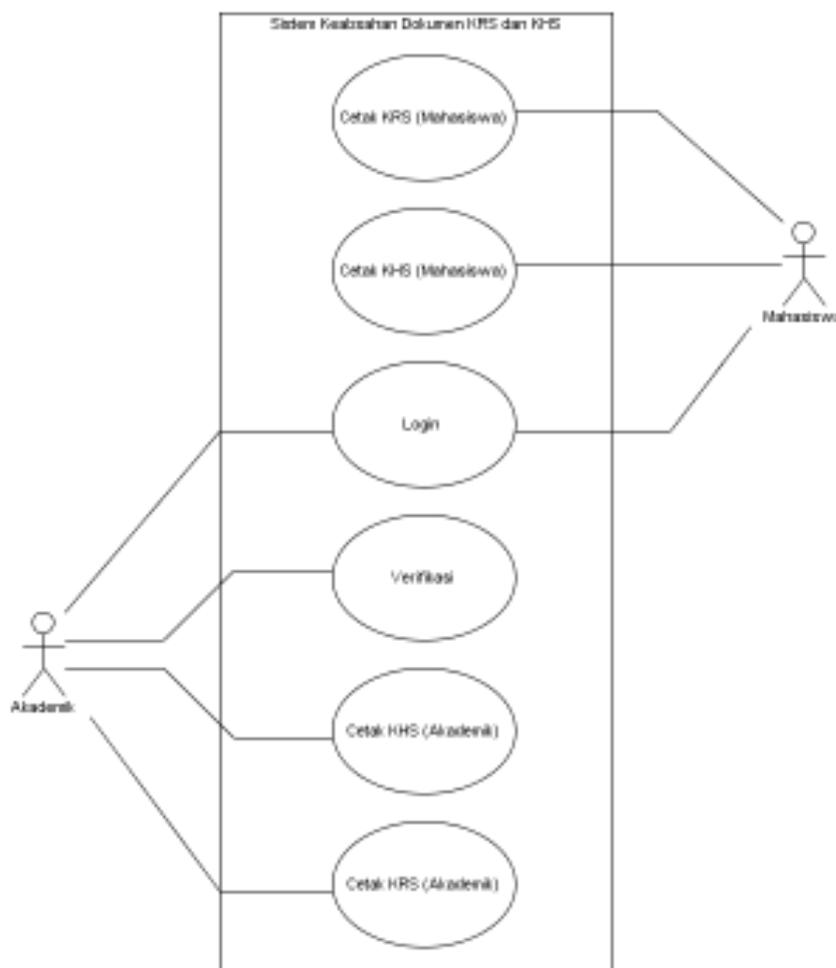 Sistem Keabsahan Dokumen KRS dan KHS
Cetak KRS (Mahasiswa)
Cetak KHS (Mahasiswa)
Mahasiswa
Login
Verifikasi
Akademik
Cetak KHS (Akademik)
Cetak KRS (Akademik)